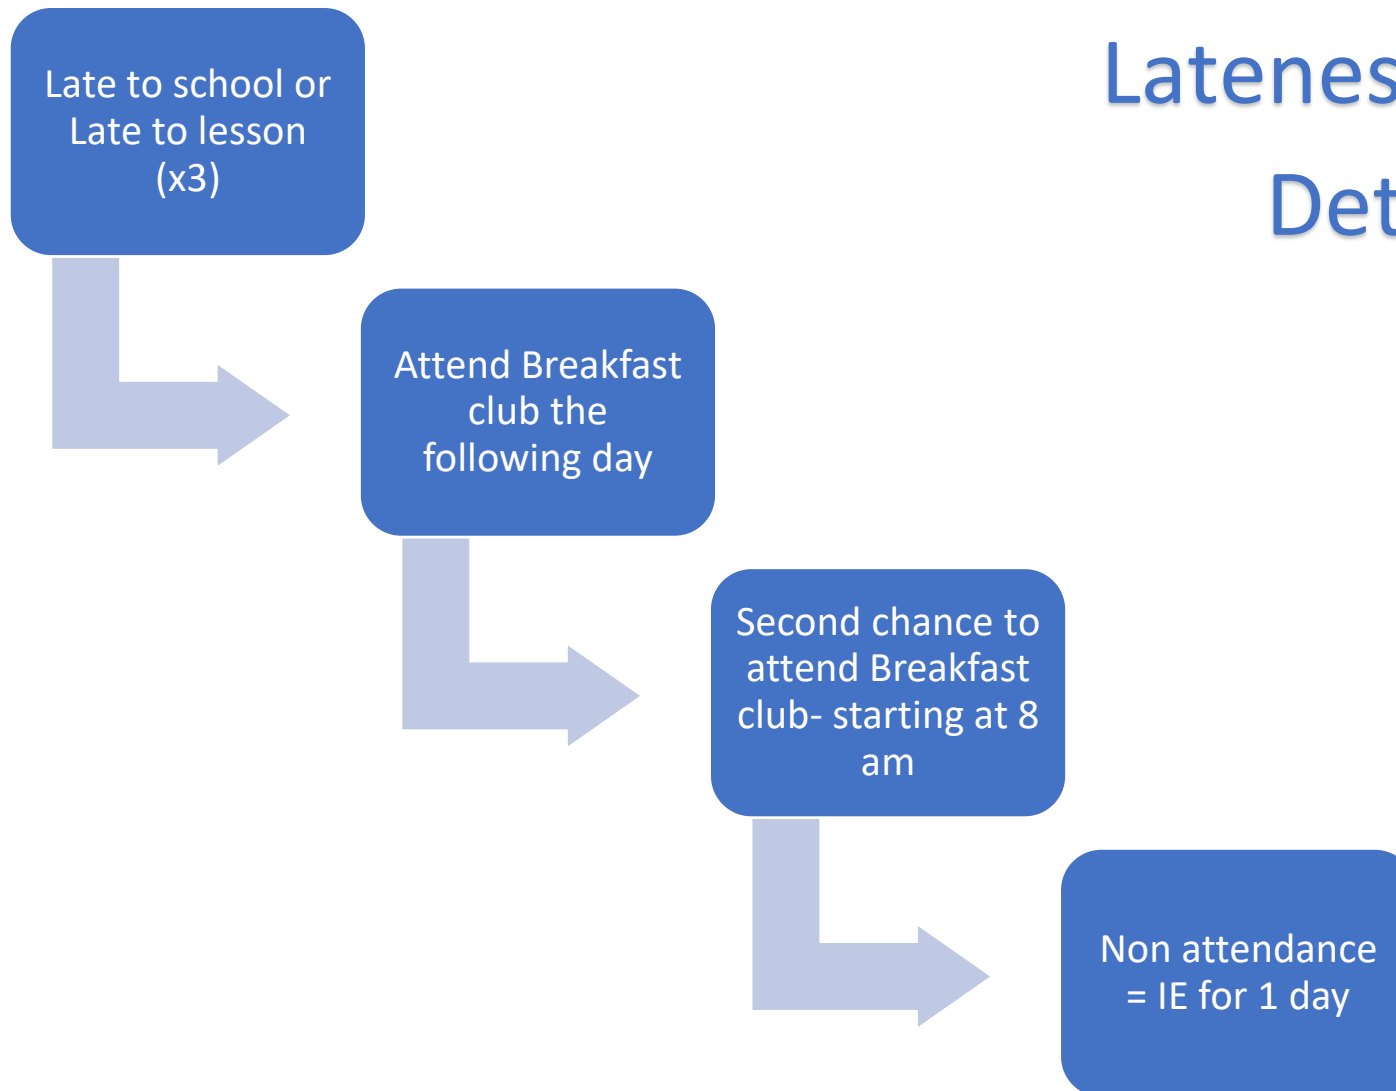 Late to school or
Late to lesson
(x3)
Latenes
Det
Attend Breakfast
club the
following day
Second chance to
attend Breakfast
club- starting at 8
am
Non attendance
= IE for 1 day